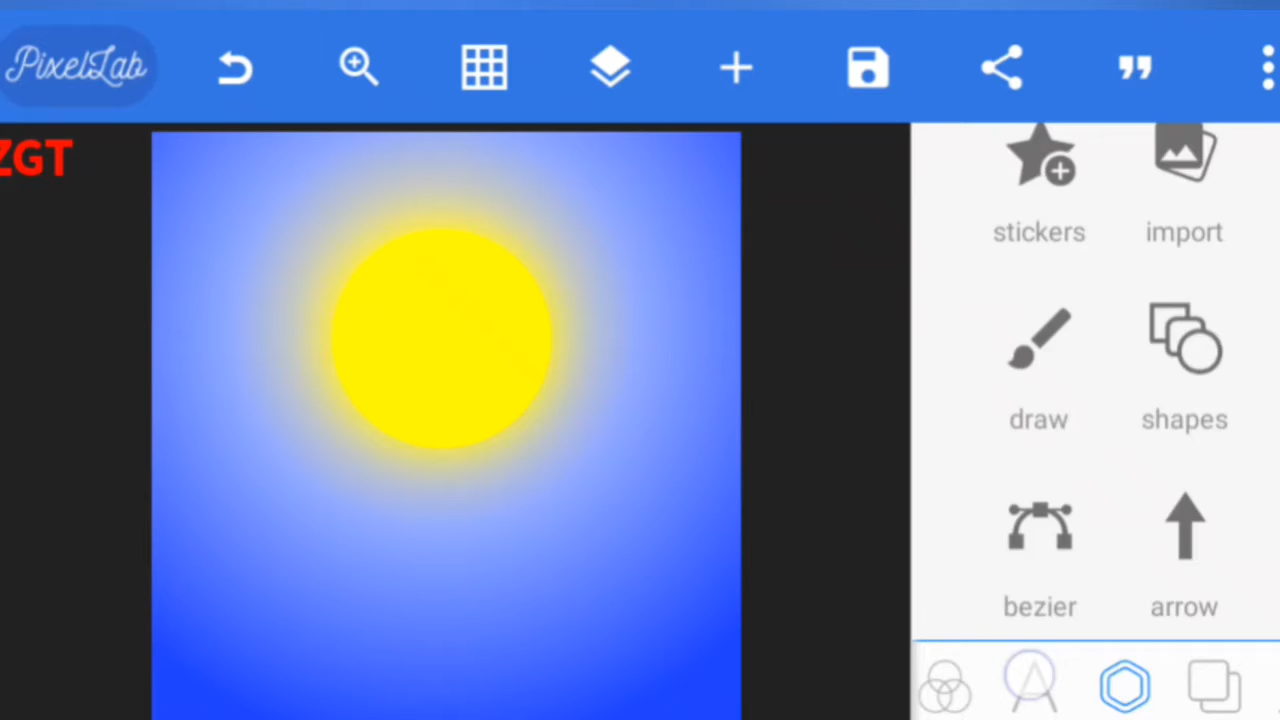 PixelLab
ZGT
stickers
import
draw
shapes
bezier
arrow